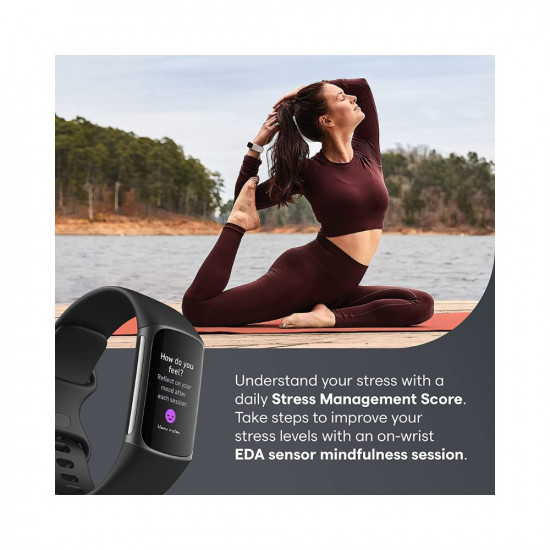 How do you
feel?
Reflect on your
mood after
each session
Understand your stress with a
daily Stress Management Score.
Take steps to improve your
stress levels with an on-wrist
EDA sensor mindfulness session.